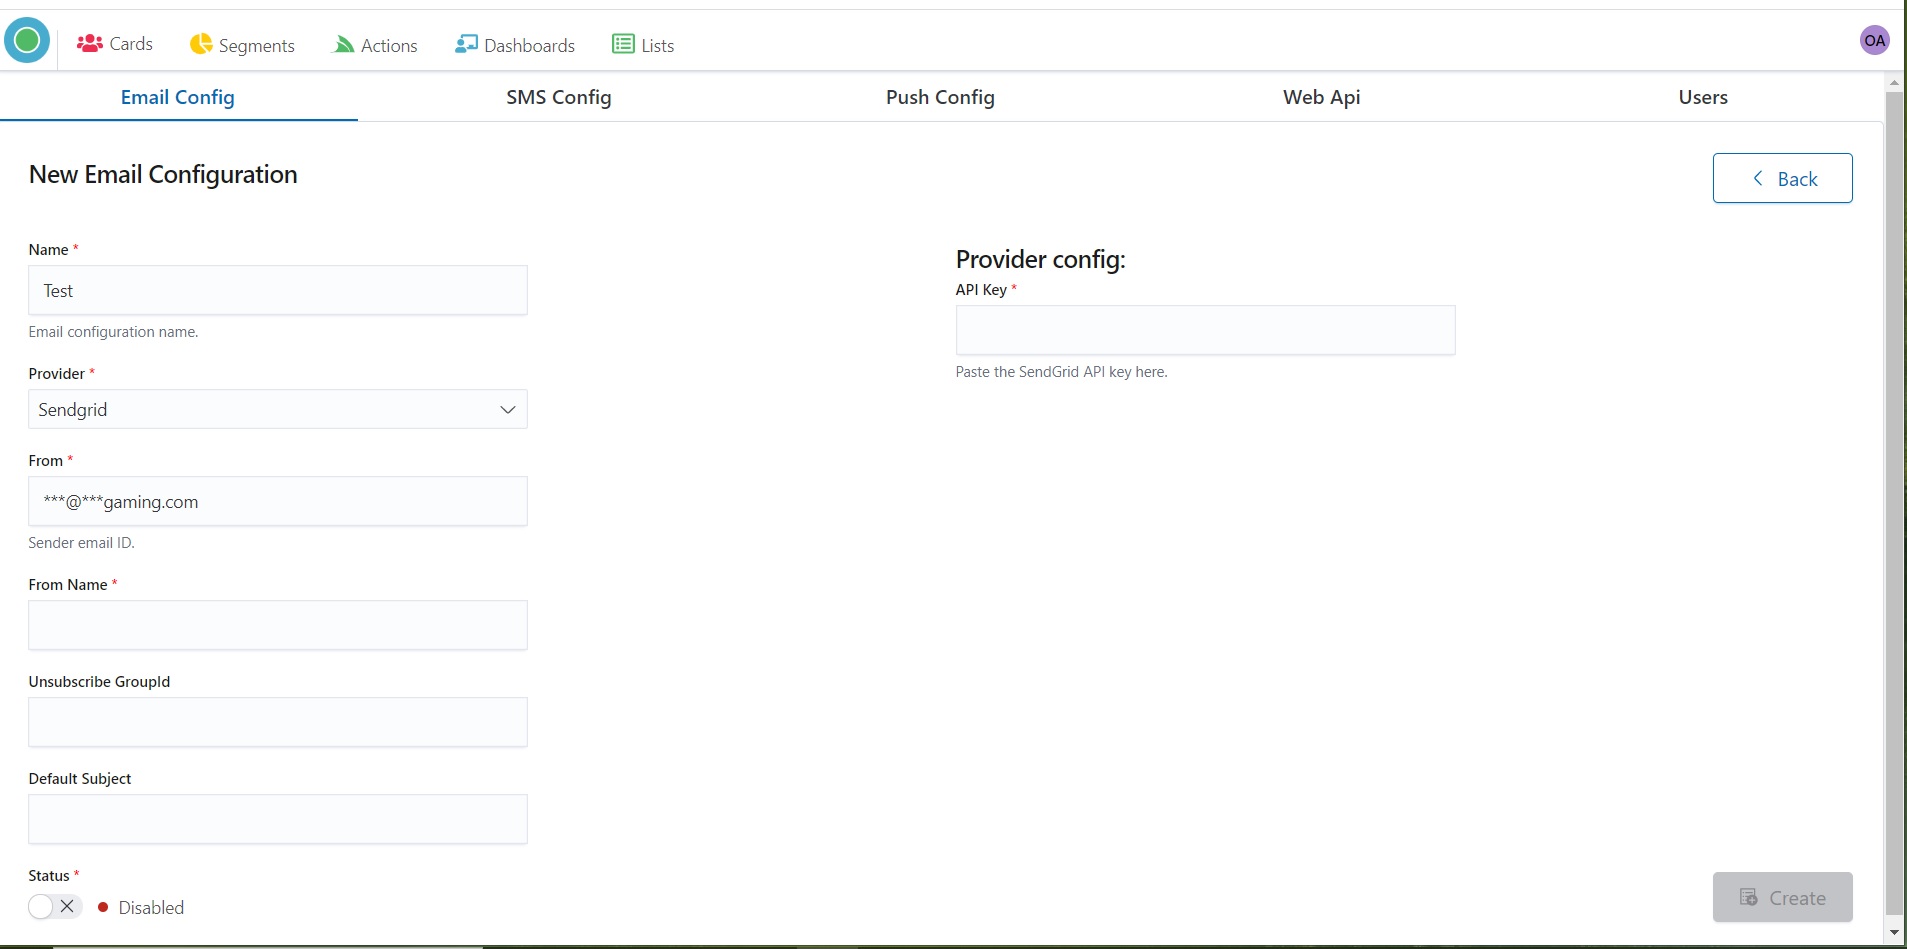 Cards
Segments
Actions
Dashboards
Lists
OA
Email Config
SMS Config
Push Config
Web Api
Users
New Email Configuration
Back
Name *
Test
Email configuration name.
Provider *
Sendgrid
From *
***@***gaming.com
Sender email ID.
From Name *
Unsubscribe GroupId
Default Subject
Status *
Disabled
Provider config:
API Key *
Paste the SendGrid API key here.
Create